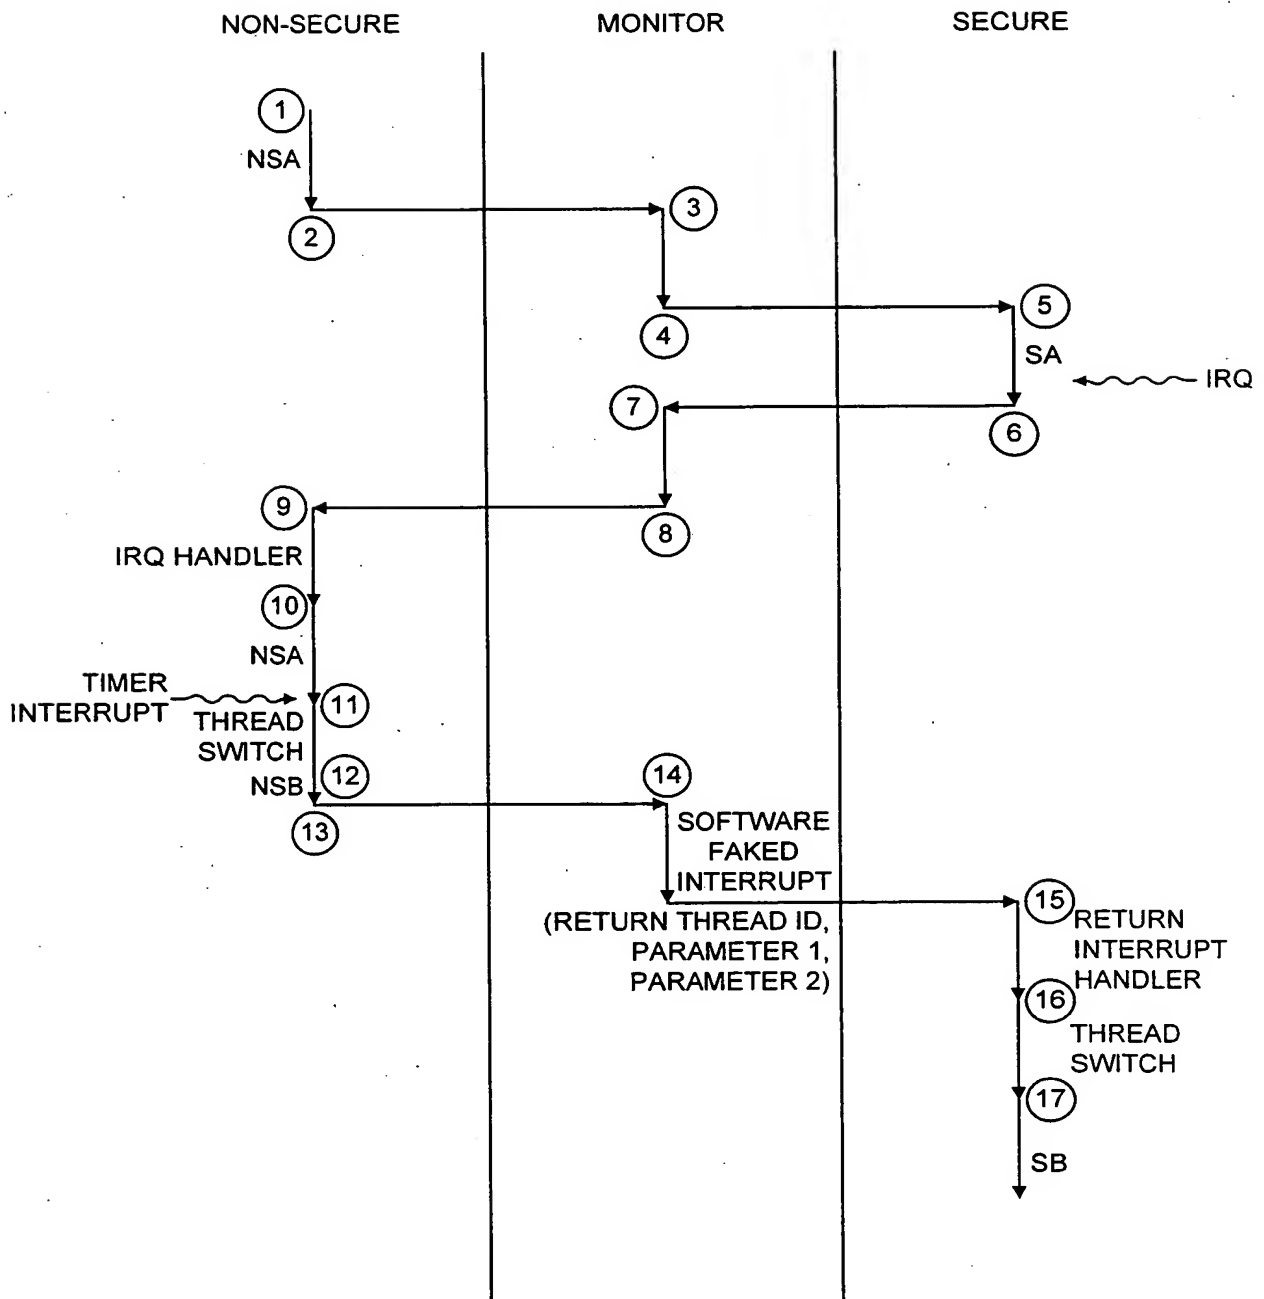 NON-SECURE
MONITOR
SECURE
1
NSA
2
3
4
5
SA
IRQ
6
7
8
9
IRQ HANDLER
10
NSA
TIMER
INTERRUPT
11
THREAD
SWITCH
NSB
12
13
14
SOFTWARE
FAKED
INTERRUPT
(RETURN THREAD ID,
PARAMETER 1,
PARAMETER 2)
15
RETURN
INTERRUPT
HANDLER
16
THREAD
SWITCH
17
SB